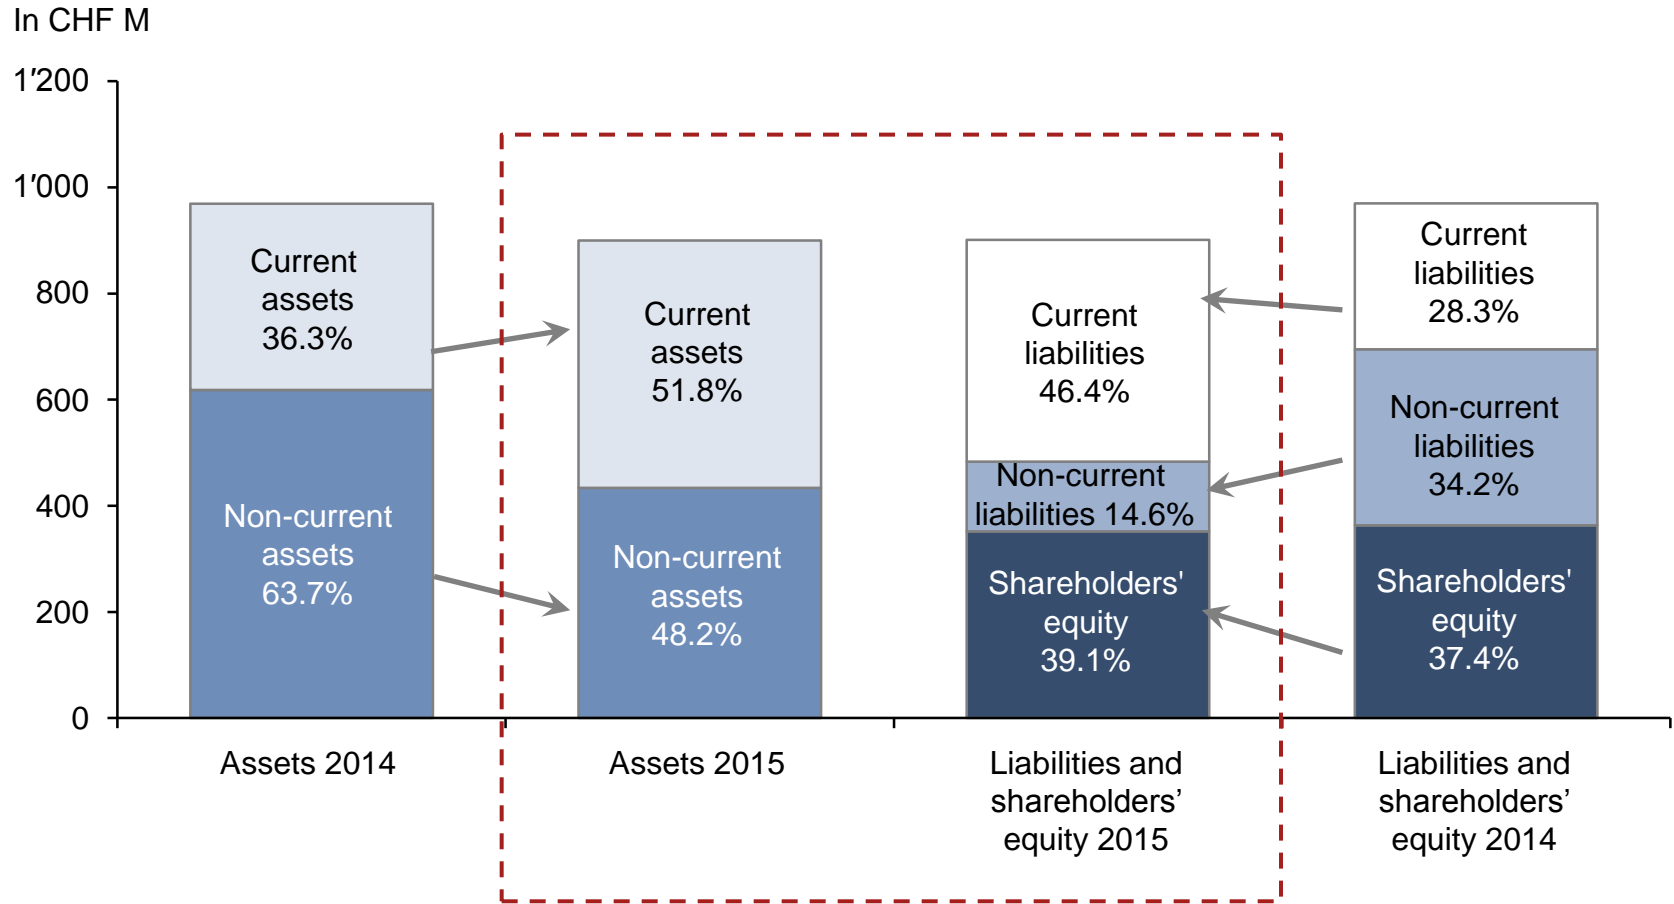 In CHF M
1'200
1'000
800
600
400
200
0
Current
assets
36.3%
Non-current
assets
63.7%
Current
assets
51.8%
Non-current
assets
48.2%
Current
liabilities
46.4%
Non-current
liabilities 14.6%
Shareholders'
equity
39.1%
Current
liabilities
28.3%
Non-current
liabilities
34.2%
Shareholders'
equity
37.4%
Assets 2014
Assets 2015
Liabilities and
shareholders’
equity 2015
Liabilities and
shareholders’
equity 2014